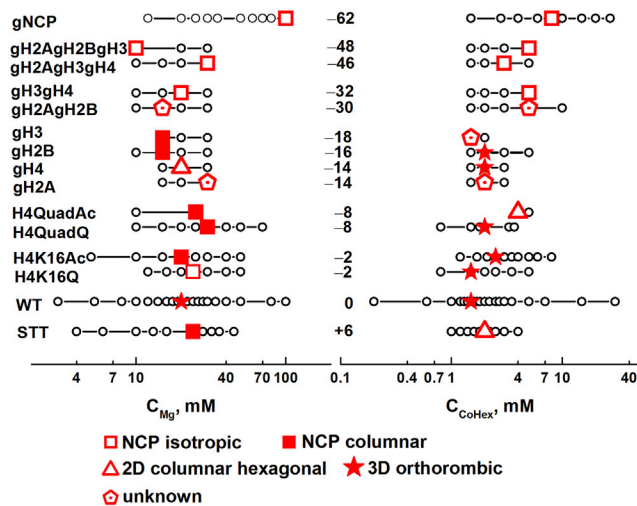 gNCP −62
gH2AgH2BgH3 −48
gH2AgH3gH4 −46
gH3gH4 −32
gH2AgH2B −30
gH3 −18
gH2B −16
gH4 −14
gH2A −14
H4QuadAc −8
H4QuadQ −8
H4K16Ac −2
H4K16Q −2
WT 0
STT +6
4 7 10 40 70 100 0.1 0.4 0.7 1 4 7 10 40
C_Mg, mM C_CoHex, mM
NCP isotropic NCP columnar
2D columnar hexagonal 3D orthorombic
unknown